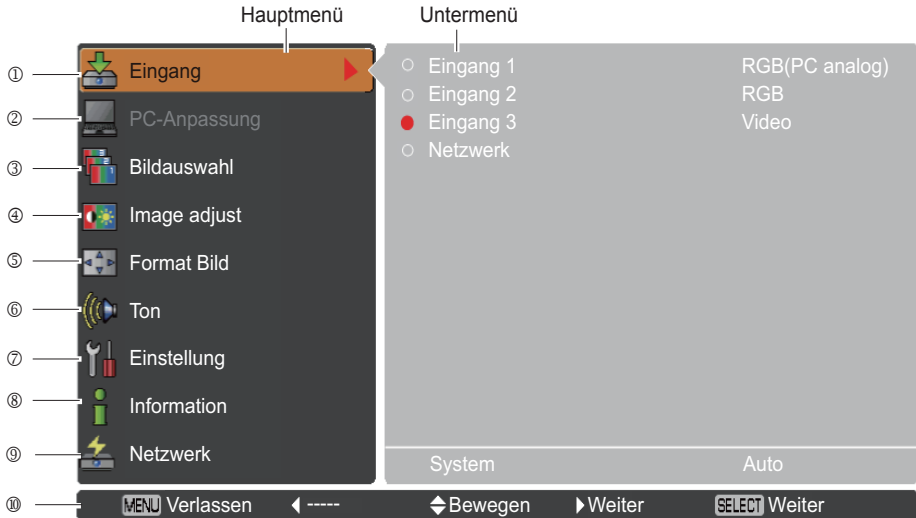 Hauptmenü Untermenü
① Eingang Eingang 1 RGB(PC analog)
Eingang 2 RGB
② PC-Anpassung Eingang 3 Video
Netzwerk
③ Bildauswahl
④ Image adjust
⑤ Format Bild
⑥ Ton
⑦ Einstellung
⑧ Information
⑨ Netzwerk
System Auto
⑩ MENU Verlassen ----- Bewegen Weiter SELECT Weiter